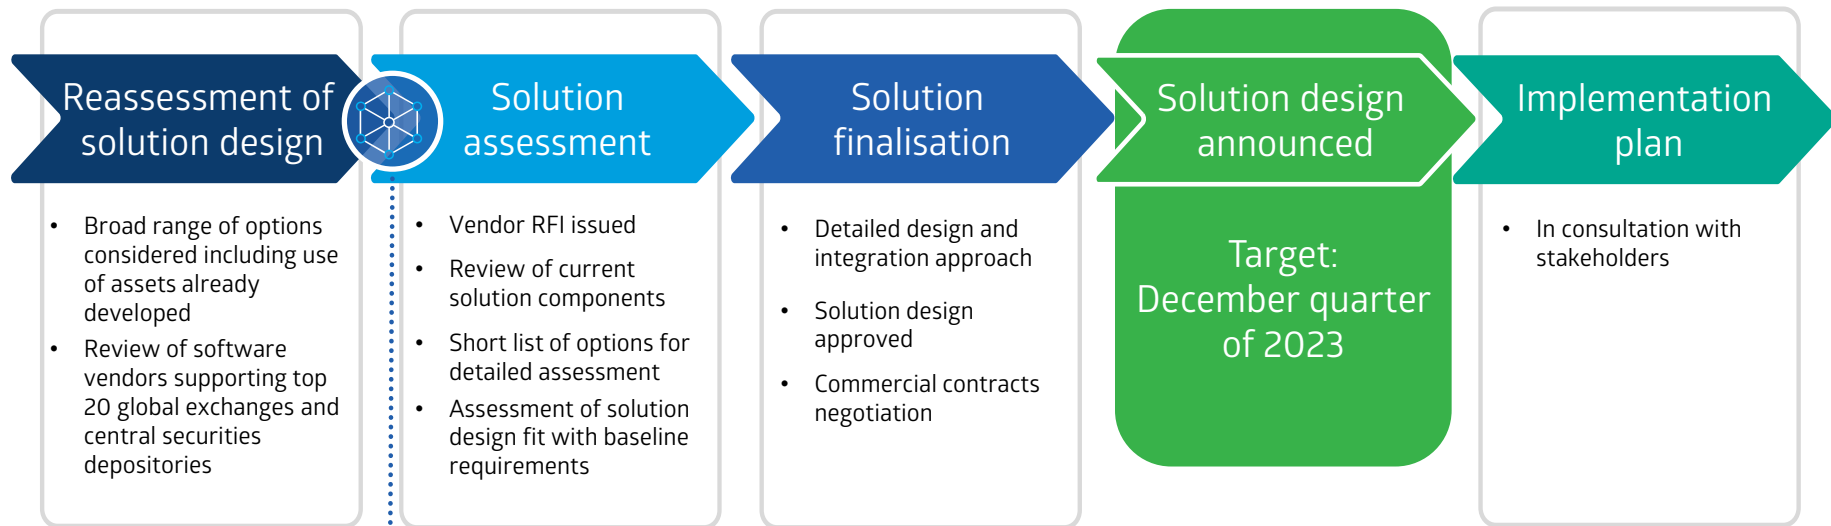 Reassessment of
solution design
• Broad range of options
considered including use
of assets already
developed
• Review of software
vendors supporting top
20 global exchanges and
central securities
depositories
Solution
assessment
• Vendor RFI issued
• Review of current
solution components
• Short list of options for
detailed assessment
• Assessment of solution
design fit with baseline
requirements
Solution
finalisation
• Detailed design and
integration approach
• Solution design
approved
• Commercial contracts
negotiation
Solution design
announced
Target:
December quarter
of 2023
Implementation
plan
• In consultation with
stakeholders